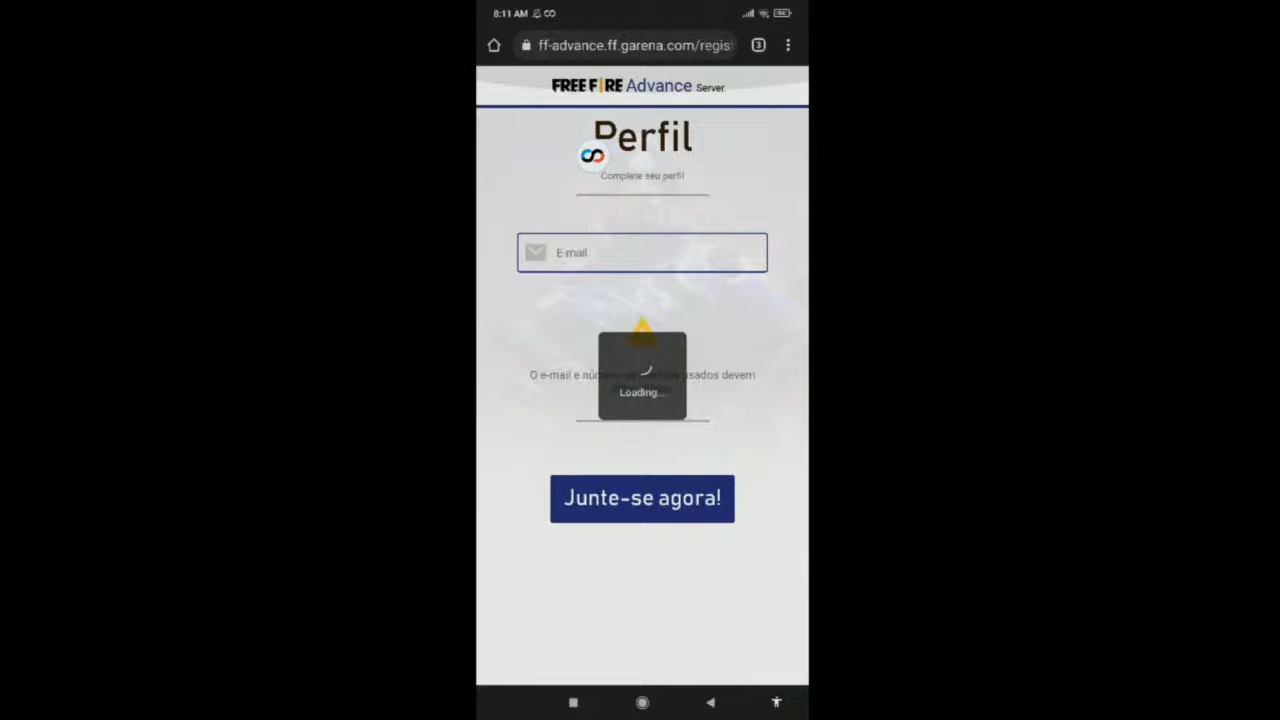 8:11 AM
ff-advance.ff.garena.com/regist
3
FREE FIRE Advance Server
Perfil
Complete seu perfil
E-mail
O e-mail e usados devem
Loading...
Junte-se agora!